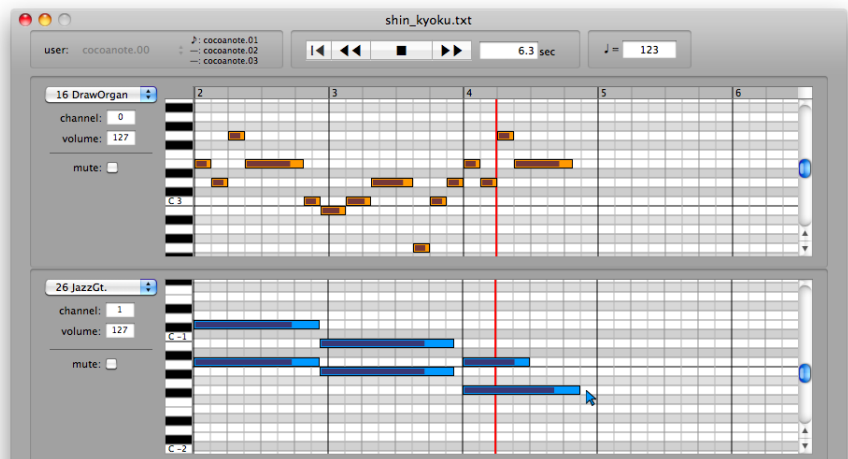 shin_kyoku.txt
user: cocoanote.00
♪: cocoanote.01
—: cocoanote.02
—: cocoanote.03
6.3 sec
♩= 123
16 DrawOrgan
2 3 4 5 6
channel: 0
volume: 127
mute:
C 3
26 JazzGt.
channel: 1
volume: 127
C -1
mute:
C -2